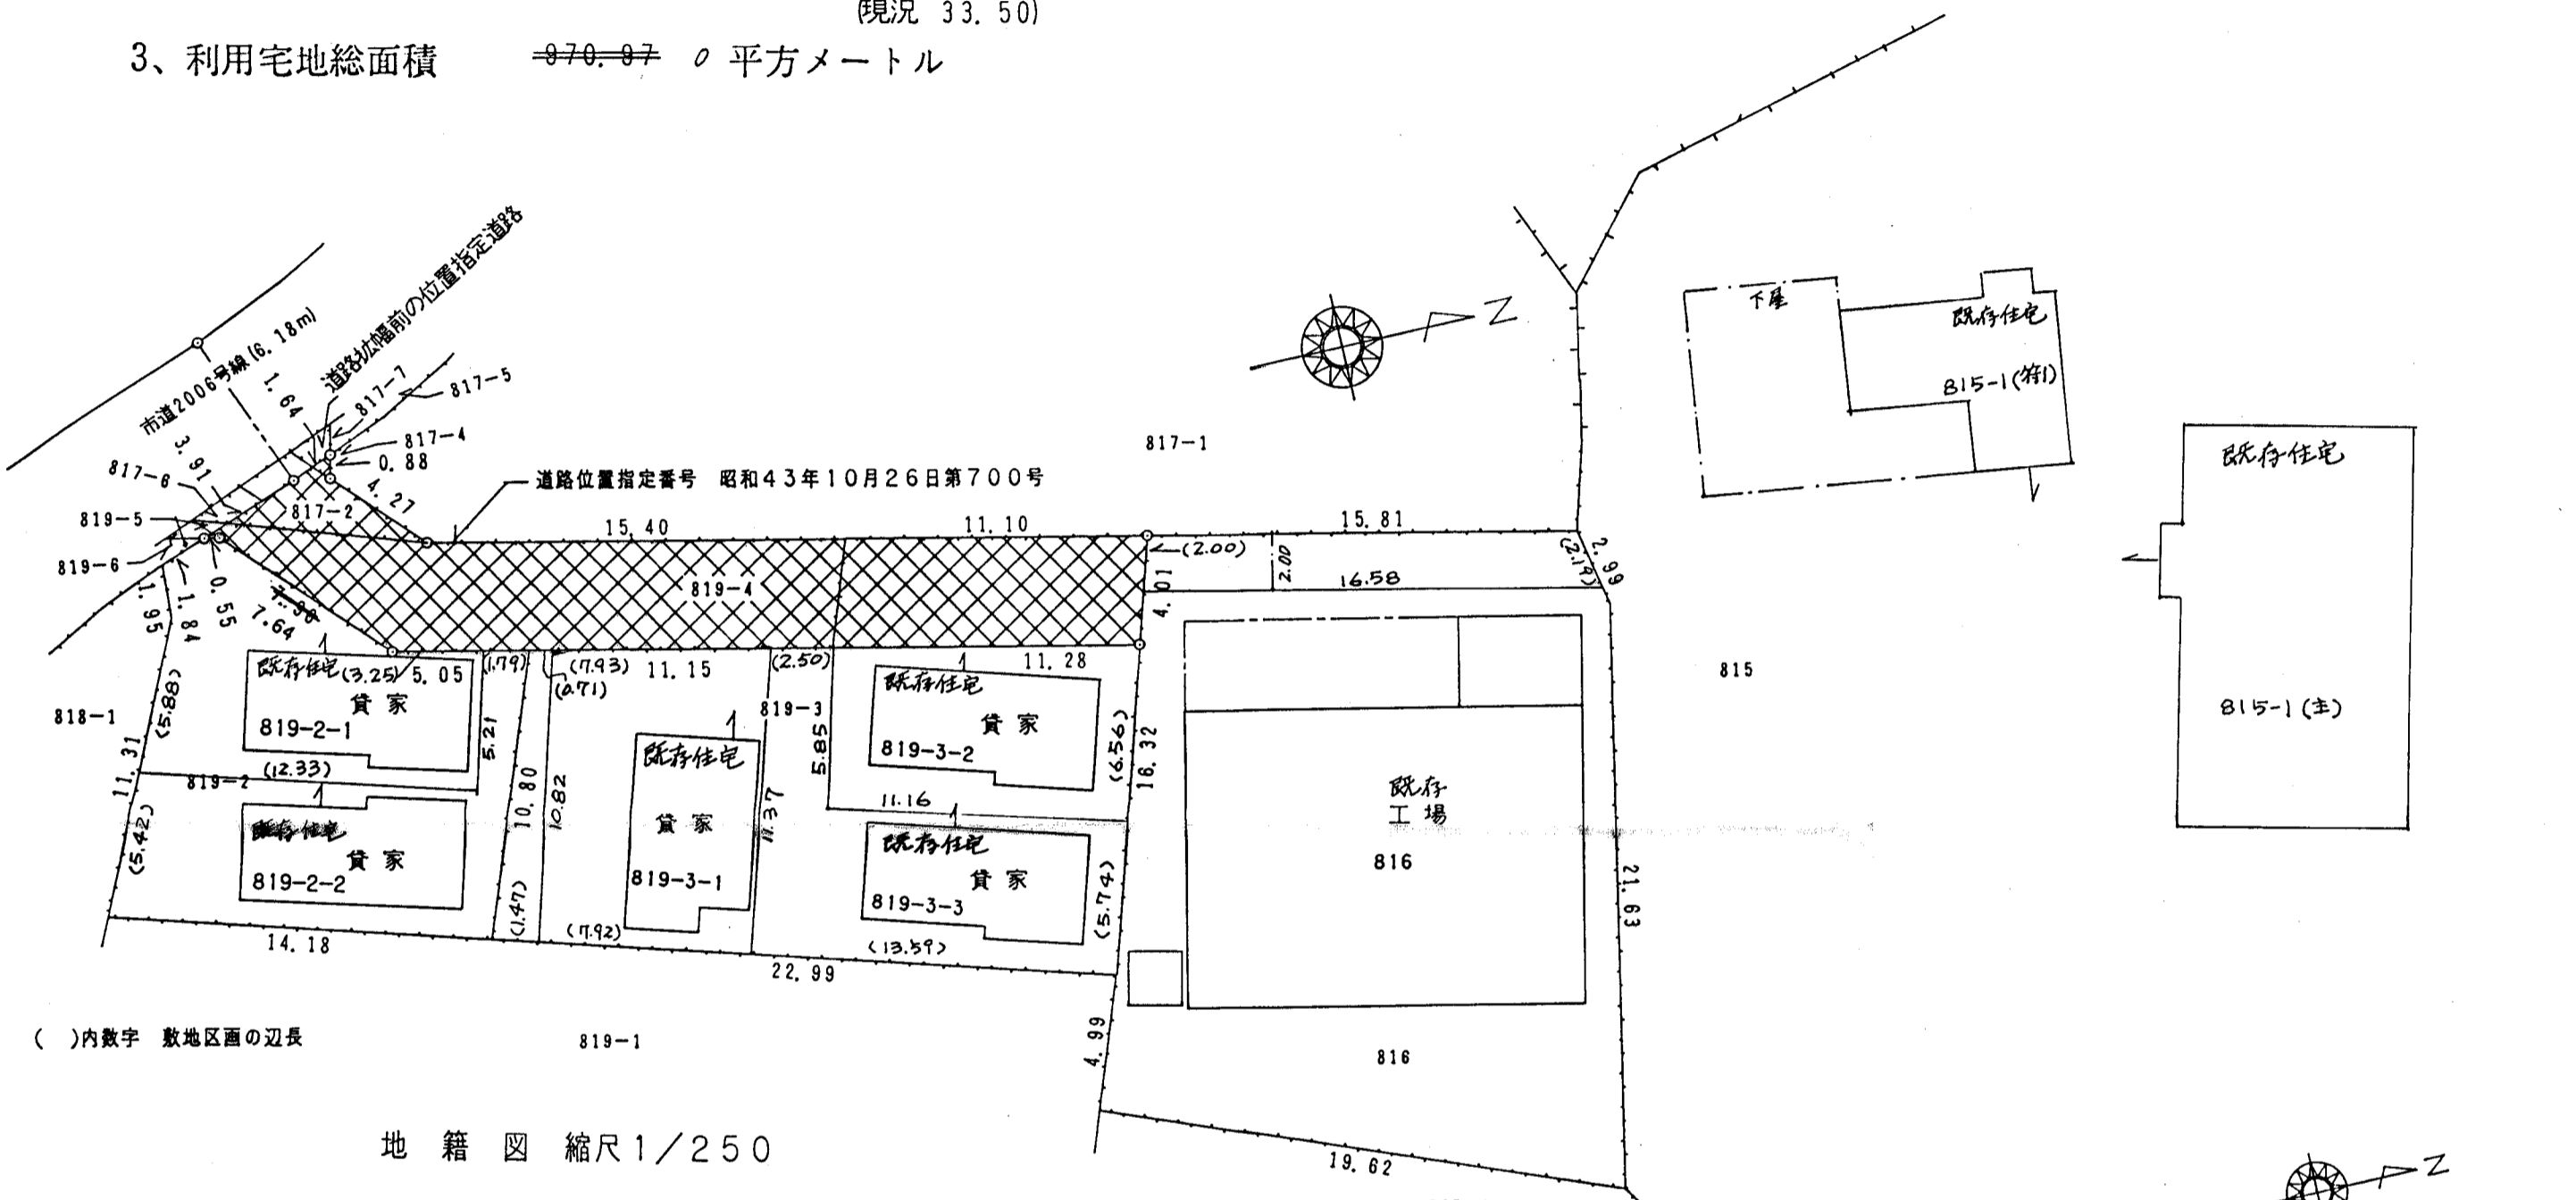 (現況 33.50)
3、利用宅地総面積 970.97 0 平方メートル
道路拡幅前の位置指定道路
市道2006号線(6.18m)
1.64
817-7
817-5
3.91
817-4
817-6
0.88
817-1
道路位置指定番号 昭和43年10月26日第700号
4.27
817-2
819-5
15.40
11.10
15.81
819-6
(2.00)
2.00
2.99
(2.19)
16.58
4.01
819-4
1.95
1.84
0.55
7.64
既存住宅
(3.25)
5.05
貸家
819-2-1
(1.79)
(7.93)
(0.71)
11.15
(2.50)
11.28
818-1
(5.88)
5.21
819-3
既存住宅
貸家
819-3-2
5.85
(6.56)
16.32
11.31
(12.33)
819-2
10.80
10.82
既存住宅
貸家
819-3-1
11.37
11.16
(5.42)
既存住宅
貸家
819-2-2
既存住宅
貸家
819-3-3
(5.74)
(1.47)
(7.92)
(13.59)
14.18
22.99
4.99
既存
工場
816
816
21.63
19.62
815
N
下屋
既存住宅
815-1(符1)
既存住宅
815-1(主)
( )内数字 敷地区画の辺長
819-1
地籍図 縮尺1/250
N